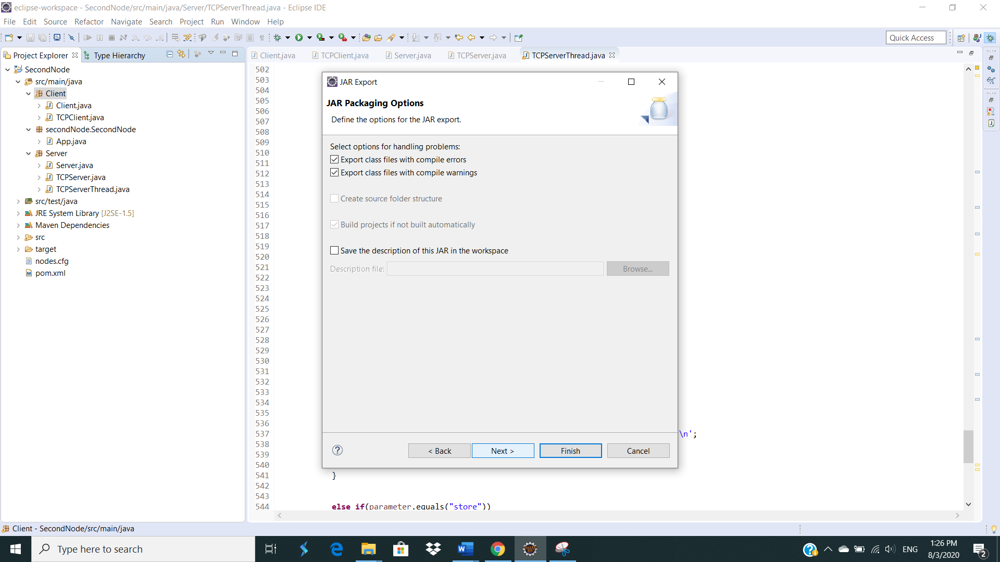 eclipse-workspace - SecondNode/src/main/java/Server/TCPServerThread.java - Eclipse IDE
File Edit Source Refactor Navigate Search Project Run Window Help
Quick Access
Project Explorer Type Hierarchy
Client.java TCPClient.java Server.java TCPServer.java TCPServerThread.java
SecondNode
src/main/java
Client
Client.java
TCPClient.java
secondNode.SecondNode
App.java
Server
Server.java
TCPServer.java
TCPServerThread.java
src/test/java
JRE System Library [J2SE-1.5]
Maven Dependencies
src
target
nodes.cfg
pom.xml
502
503
504
505
506
507
508
509
510
511
512
513
514
515
516
517
518
519
520
521
522
523
524
525
526
527
528
529
530
531
532
533
534
535
536
537 \n';
538
539
540
541 }
542
543
544 else if(parameter.equals("store"))
JAR Export
JAR Packaging Options
Define the options for the JAR export.
Select options for handling problems:
Export class files with compile errors
Export class files with compile warnings
Create source folder structure
Build projects if not built automatically
Save the description of this JAR in the workspace
Description file: Browse...
< Back Next > Finish Cancel
Client - SecondNode/src/main/java
Type here to search
ENG
1:26 PM
8/3/2020
2